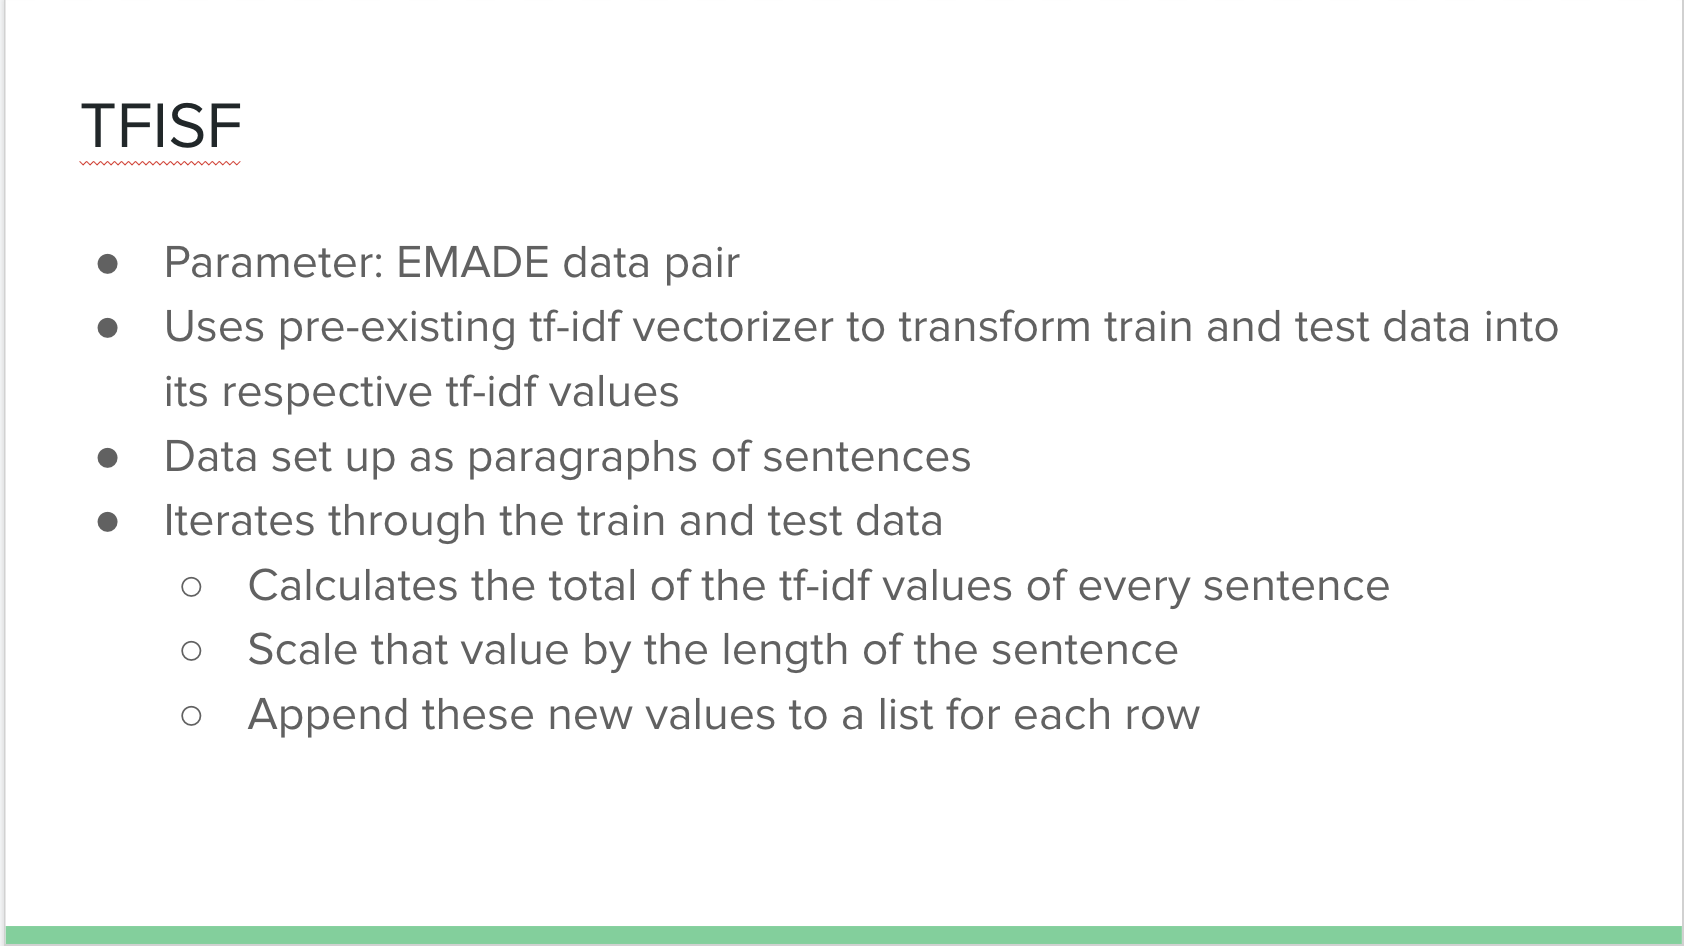 TFISF
● Parameter: EMADE data pair
● Uses pre-existing tf-idf vectorizer to transform train and test data into
its respective tf-idf values
● Data set up as paragraphs of sentences
● Iterates through the train and test data
○ Calculates the total of the tf-idf values of every sentence
○ Scale that value by the length of the sentence
○ Append these new values to a list for each row